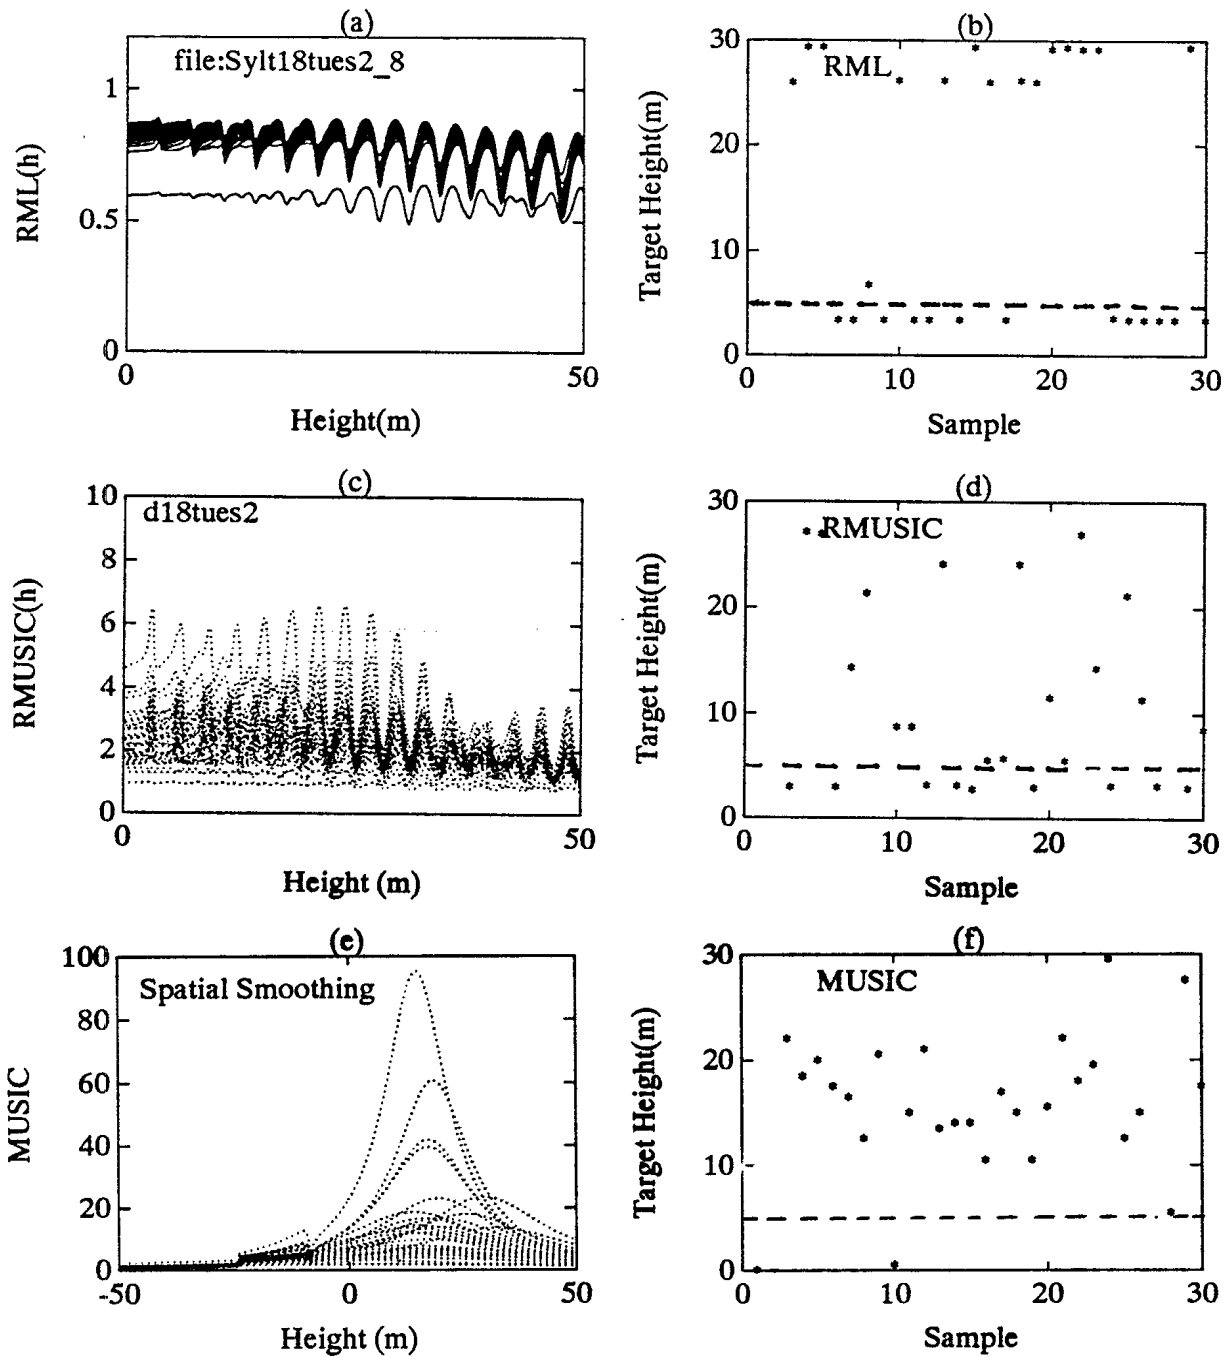 (a)
file:Sylt18tues2_8
1
0.5
0
RML(h)
0
50
Height(m)
(b)
RML
30
20
10
0
Target Height(m)
0
10
20
30
Sample
(c)
d18tues2
10
8
6
4
2
0
RMUSIC(h)
0
50
Height (m)
(d)
RMUSIC
30
20
10
0
Target Height(m)
0
10
20
30
Sample
(e)
Spatial Smoothing
100
80
60
40
20
0
MUSIC
-50
0
50
Height (m)
(f)
MUSIC
30
20
10
0
Target Height(m)
0
10
20
30
Sample